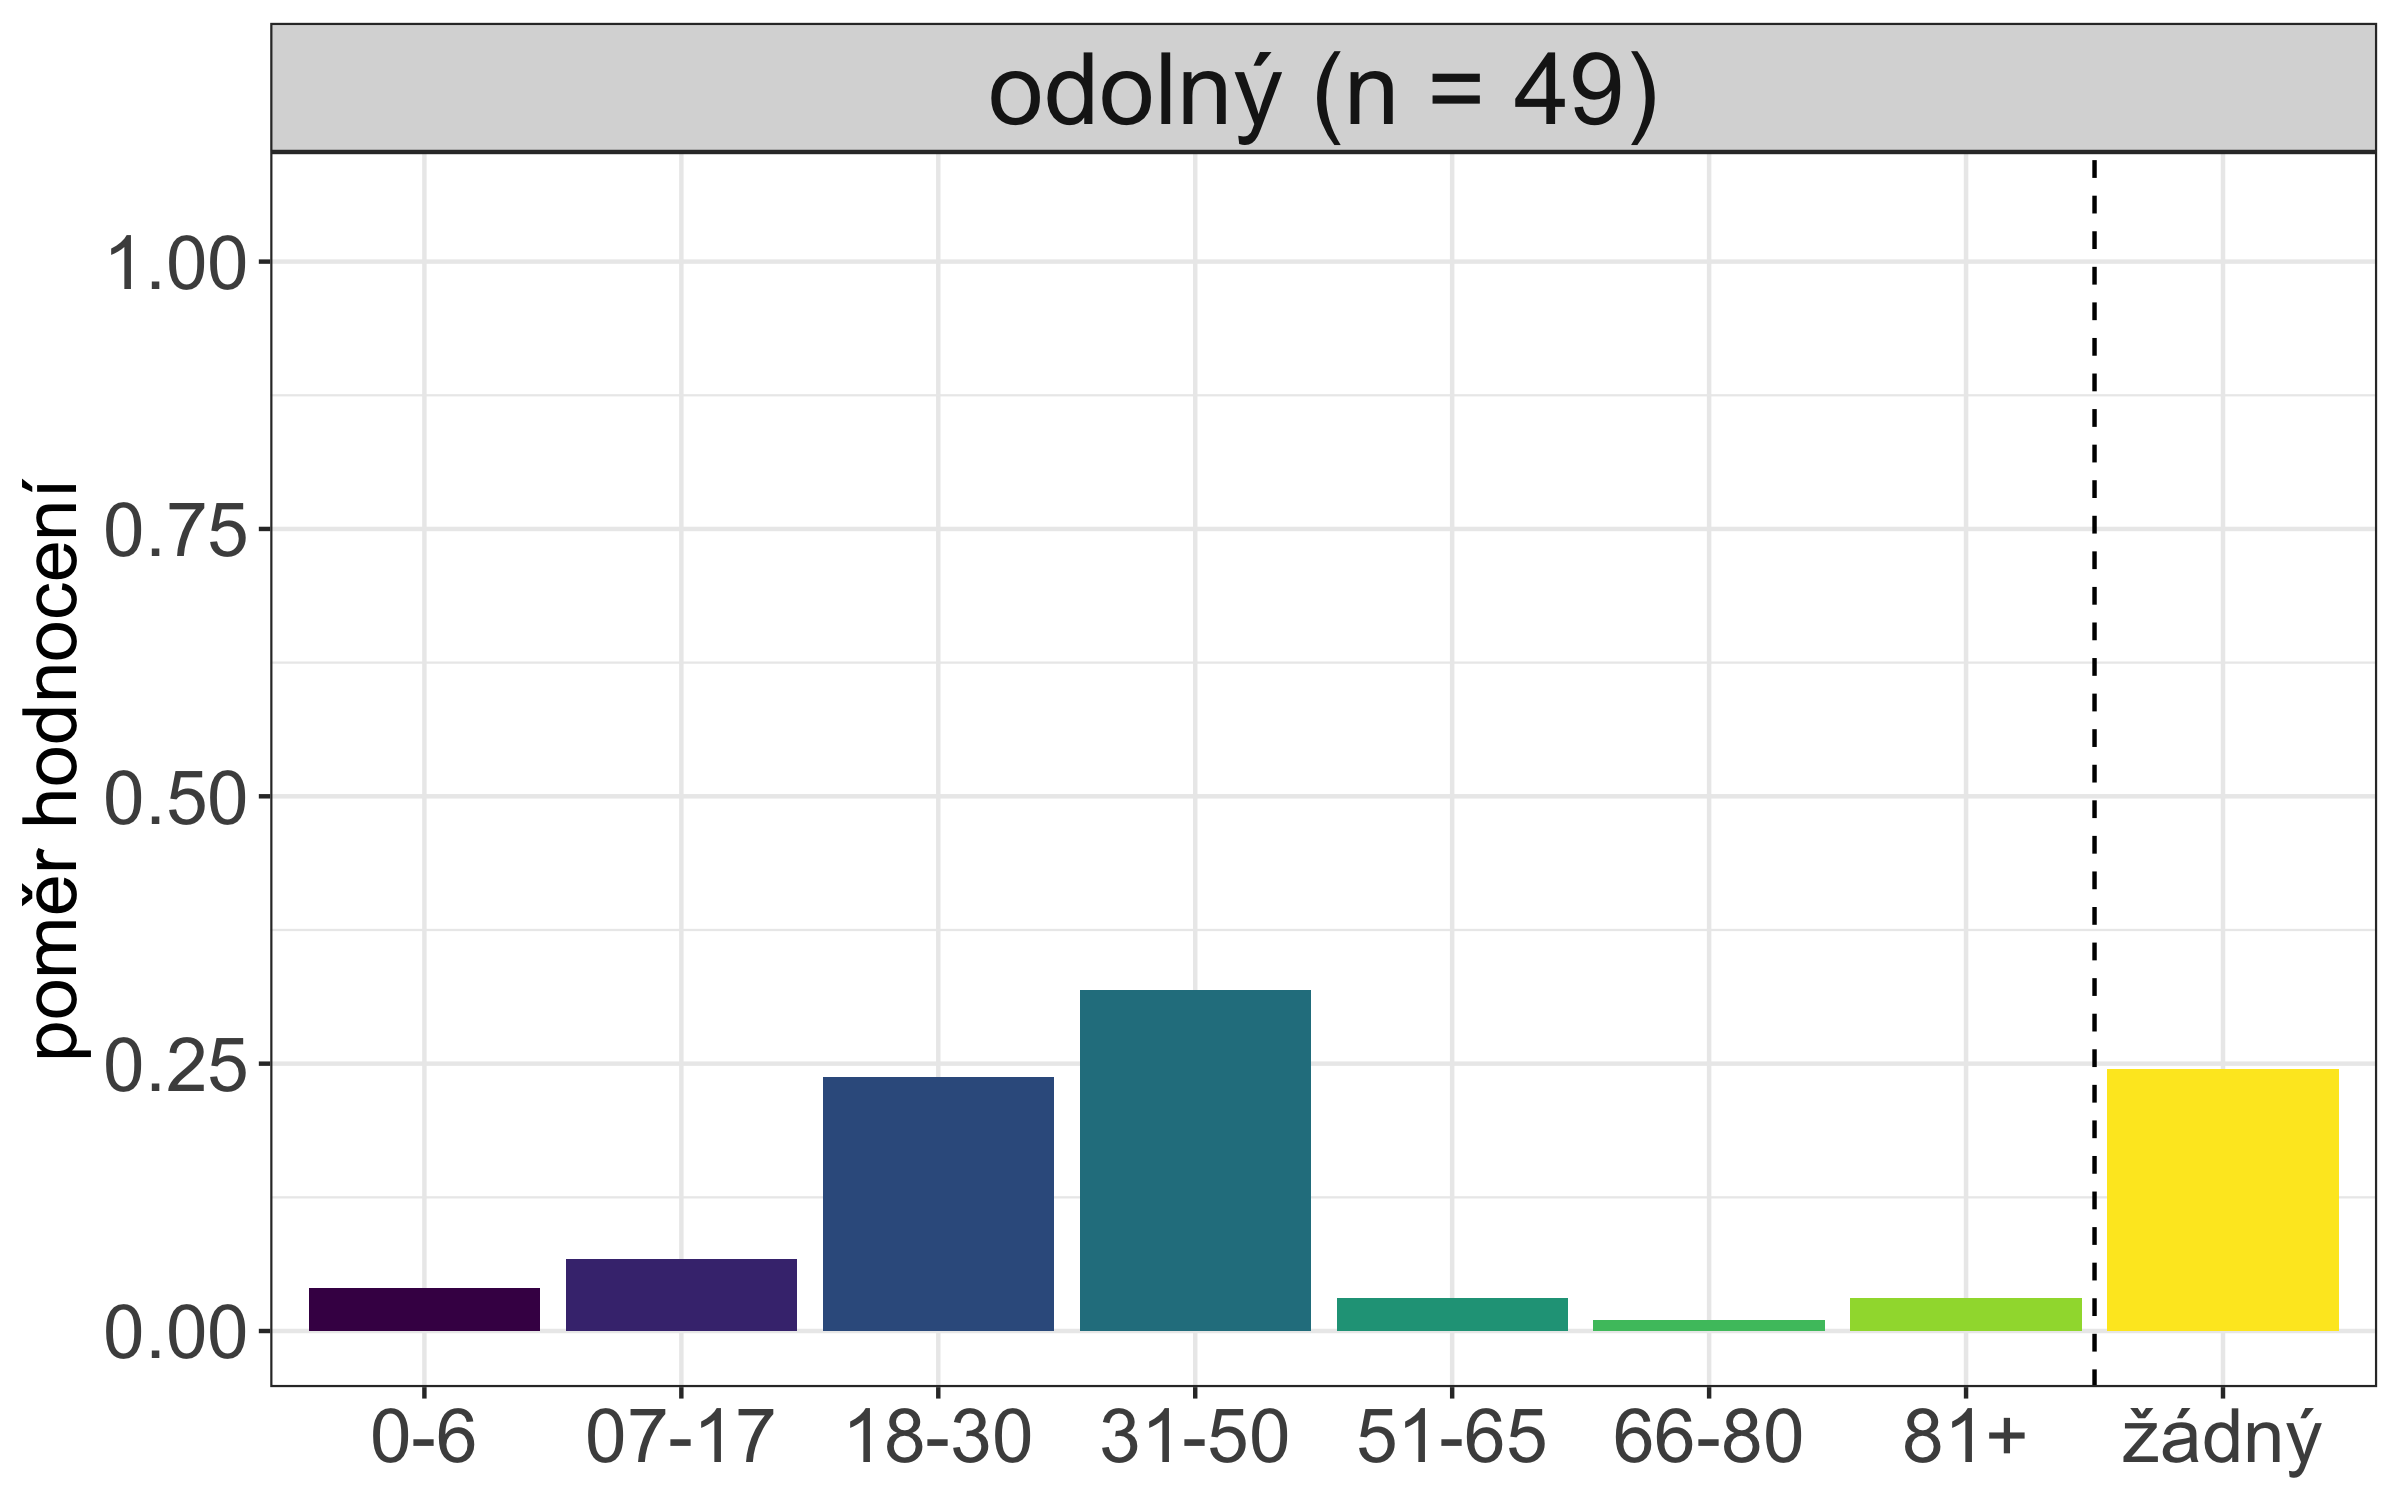 odolný (n = 49)
poměr hodnocení
1.00
0.75
0.50
0.25
0.00
0-6 07-17 18-30 31-50 51-65 66-80 81+ žádný